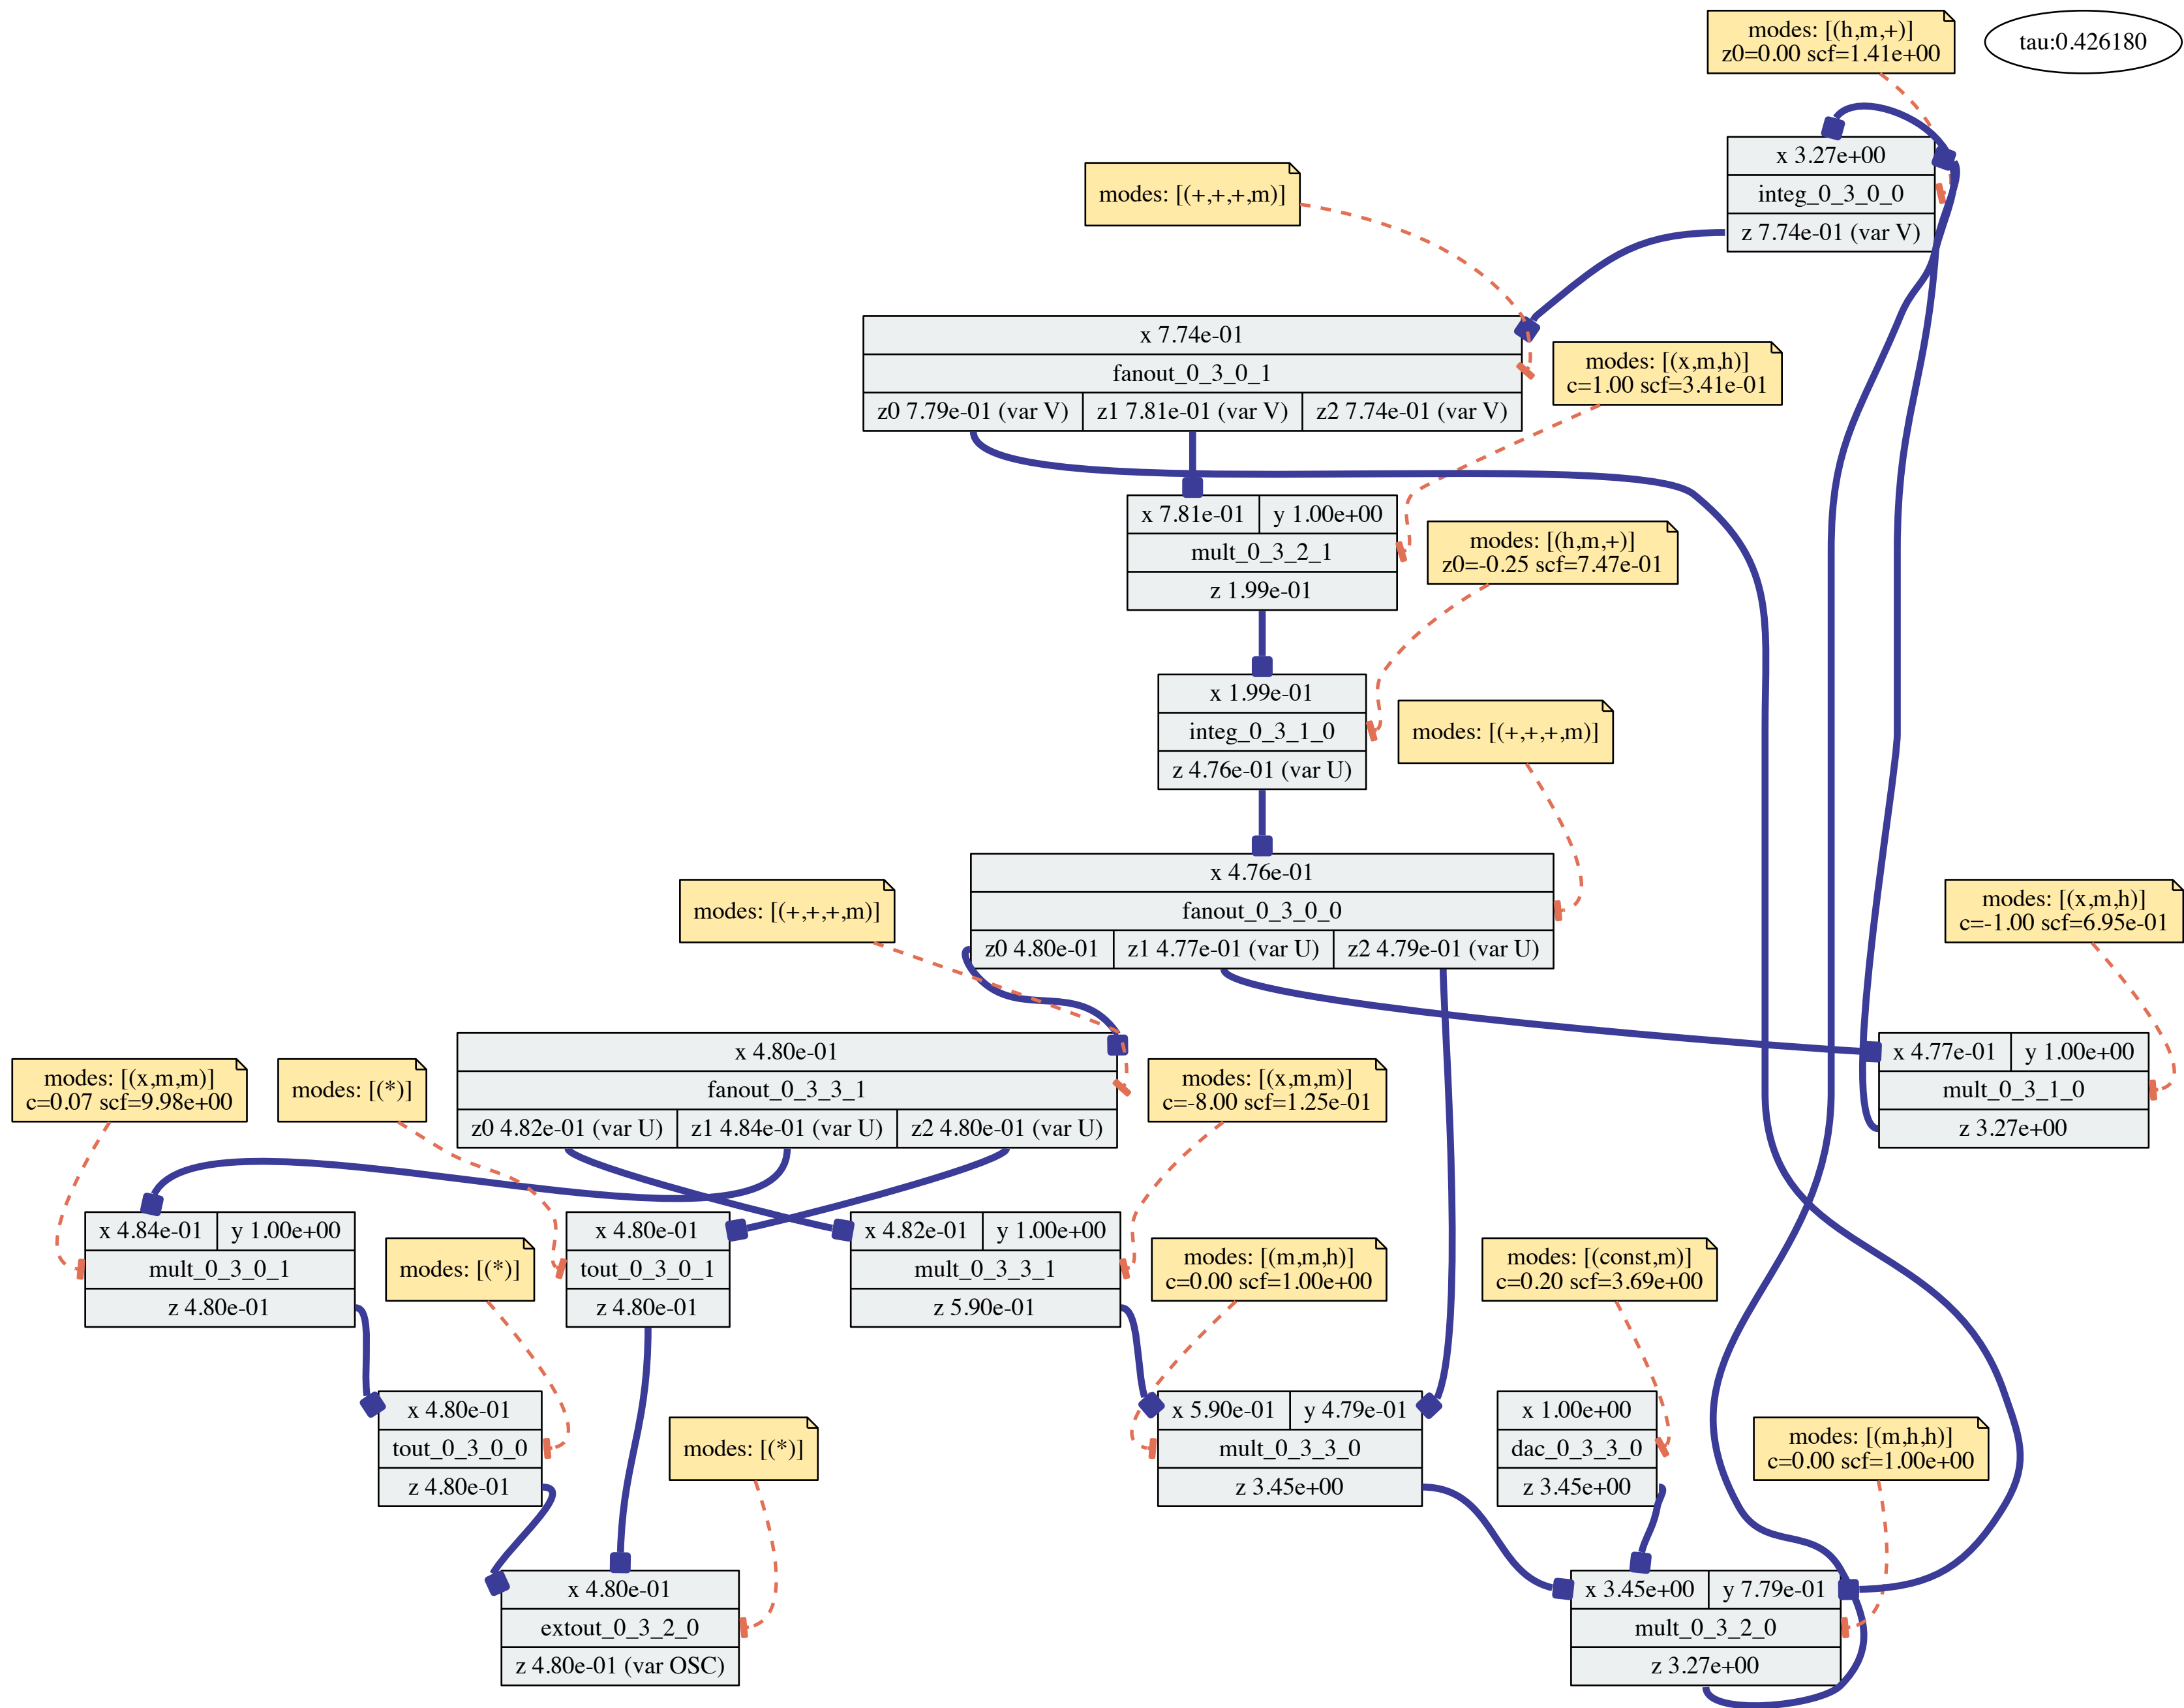 modes: [(h,m,+)]
z0=0.00 scf=1.41e+00
tau:0.426180
x 3.27e+00
integ_0_3_0_0
z 7.74e-01 (var V)
modes: [(+,+,+,m)]
x 7.74e-01
fanout_0_3_0_1
z0 7.79e-01 (var V) z1 7.81e-01 (var V) z2 7.74e-01 (var V)
modes: [(x,m,h)]
c=1.00 scf=3.41e-01
x 7.81e-01 y 1.00e+00
mult_0_3_2_1
z 1.99e-01
modes: [(h,m,+)]
z0=-0.25 scf=7.47e-01
x 1.99e-01
integ_0_3_1_0
z 4.76e-01 (var U)
modes: [(+,+,+,m)]
x 4.76e-01
fanout_0_3_0_0
z0 4.80e-01 z1 4.77e-01 (var U) z2 4.79e-01 (var U)
modes: [(+,+,+,m)]
modes: [(x,m,h)]
c=-1.00 scf=6.95e-01
x 4.80e-01
fanout_0_3_3_1
z0 4.82e-01 (var U) z1 4.84e-01 (var U) z2 4.80e-01 (var U)
x 4.77e-01 y 1.00e+00
mult_0_3_1_0
z 3.27e+00
modes: [(x,m,m)]
c=0.07 scf=9.98e+00
modes: [(*)]
modes: [(x,m,m)]
c=-8.00 scf=1.25e-01
x 4.84e-01 y 1.00e+00
mult_0_3_0_1
z 4.80e-01
modes: [(*)]
x 4.80e-01
tout_0_3_0_1
z 4.80e-01
x 4.82e-01 y 1.00e+00
mult_0_3_3_1
z 5.90e-01
modes: [(m,m,h)]
c=0.00 scf=1.00e+00
modes: [(const,m)]
c=0.20 scf=3.69e+00
x 4.80e-01
tout_0_3_0_0
z 4.80e-01
modes: [(*)]
x 5.90e-01 y 4.79e-01
mult_0_3_3_0
z 3.45e+00
x 1.00e+00
dac_0_3_3_0
z 3.45e+00
modes: [(m,h,h)]
c=0.00 scf=1.00e+00
x 4.80e-01
extout_0_3_2_0
z 4.80e-01 (var OSC)
x 3.45e+00 y 7.79e-01
mult_0_3_2_0
z 3.27e+00